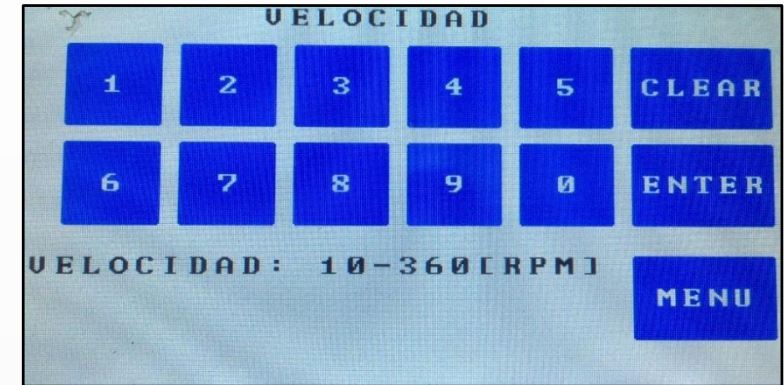 VELOCIDAD
1 2 3 4 5 CLEAR
6 7 8 9 0 ENTER
VELOCIDAD: 10-360[RPM]
MENU